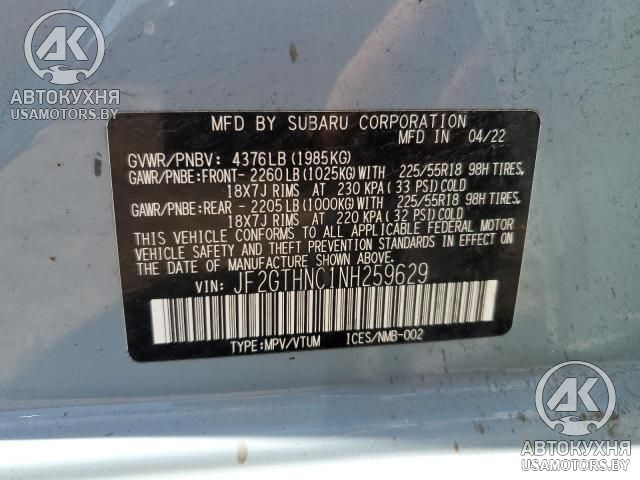 АК
АВТОКУХНЯ
USAMOTORS.BY
MFD BY SUBARU CORPORATION
MFD IN 04/22
GVWR/PNBV: 4376LB (1985KG)
GAWR/PNBE:FRONT- 2260LB (1025KG)WITH 225/55R18 98H TIRES,
18X7J RIMS AT 230 KPA (33 PSI)COLD
GAWR/PNBE:REAR - 2205LB (1000KG)WITH 225/55R18 98H TIRES,
18X7J RIMS AT 220 KPA (32 PSI)COLD
THIS VEHICLE CONFORMS TO ALL APPLICABLE FEDERAL MOTOR
VEHICLE SAFETY AND THEFT PREVENTION STANDARDS IN EFFECT
ON THE DATE OF MANUFACTURE SHOWN ABOVE.
VIN: JF2GTHNC1NH259629
TYPE:MPV/VTUM ICES/NMB-002
АК
АВТОКУХНЯ
USAMOTORS.BY